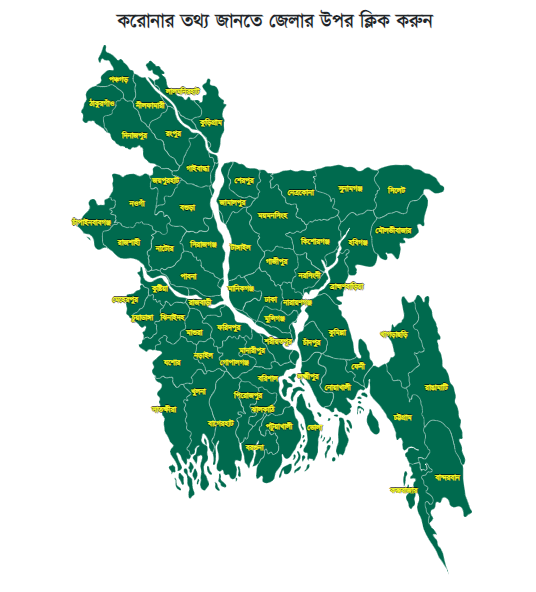 করোনার তথ্য জানতে জেলার উপর ক্লিক করুন
পঞ্চগড়
লালমনিরহাট
ঠাকুরগাঁও
নীলফামারী
কুড়িগ্রাম
দিনাজপুর
রংপুর
গাইবান্ধা
জয়পুরহাট
শেরপুর
নেত্রকোনা
সুনামগঞ্জ
সিলেট
নওগাঁ
বগুড়া
জামালপুর
ময়মনসিংহ
চাঁপাইনবাবগঞ্জ
মৌলভীবাজার
রাজশাহী
নাটোর
সিরাজগঞ্জ
টাঙ্গাইল
কিশোরগঞ্জ
হবিগঞ্জ
গাজীপুর
পাবনা
নরসিংদী
কুষ্টিয়া
মানিকগঞ্জ
ব্রাহ্মণবাড়িয়া
মেহেরপুর
রাজবাড়ী
ঢাকা
নারায়ণগঞ্জ
চুয়াডাঙ্গা
ঝিনাইদহ
মুন্সিগঞ্জ
মাগুরা
ফরিদপুর
কুমিল্লা
খাগড়াছড়ি
শরীয়তপুর
চাঁদপুর
যশোর
নড়াইল
মাদারীপুর
গোপালগঞ্জ
ফেনী
বরিশাল
লক্ষ্মীপুর
নোয়াখালী
রাঙ্গামাটি
খুলনা
পিরোজপুর
সাতক্ষীরা
ঝালকাঠি
চট্টগ্রাম
বাগেরহাট
পটুয়াখালী
ভোলা
বরগুনা
বান্দরবান
কক্সবাজার